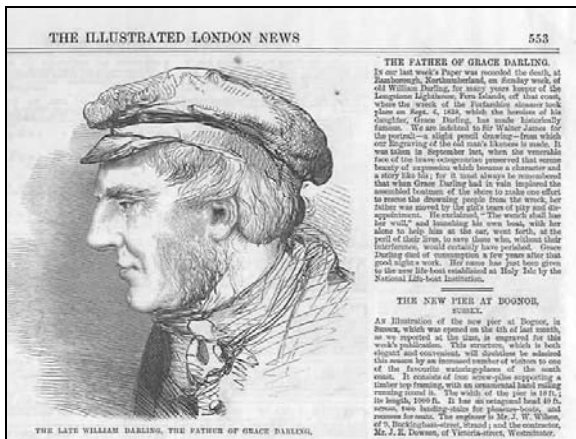 THE ILLUSTRATED LONDON NEWS
553
THE FATHER OF GRACE DARLING.
IN our last week's Paper was recorded the death, at
Bamborough, Northumberland, on Sunday week, of
old William Darling, for many years keeper of the
Longstone Lighthouse, Fern Islands, off that coast,
where the wreck of the Forfarshire steamer took
place on Sept. 6, 1838, which the heroism of his
daughter, Grace Darling, has made historically
famous. We are indebted to Sir Walter James for
the portrait—a slight pencil drawing—from which
our Engraving of the old man's likeness is made. It
was taken in September last, when the venerable
face of the brave octogenarian preserved that serene
beauty of expression which became a character and
a story like his; for it must always be remembered
that when Grace Darling had in vain implored the
assembled boatmen of the shore to make one effort
to rescue the drowning people from the wreck, her
father was moved by the girl's tears of pity and dis-
appointment. He exclaimed, "The wench shall has
her wull," and launching his own boat, with her
alone to help him at the oar, went forth, at the
peril of their lives, to save those who, without their
interference, would certainly have perished. Grace
Darling died of consumption a few years after that
good night's work. Her name has just been given
to the new life-boat established at Holy Isle by the
National Life-boat Institution.
THE NEW PIER AT BOGNOR,
SUSSEX.
AN Illustration of the new pier at Bognor, in
Sussex, which was opened on the 4th of last month,
as we reported at the time, is engraved for this
week's publication. This structure, which is both
elegant and convenient, will doubtless be admired
this season by an increased number of visitors to one
of the favourite watering-places of the south
coast. It consists of iron screw-piles supporting a
timber top framing, with an ornamental hand railing
running round it. The width of the pier is 18 ft.;
its length, 1000 ft. It has an octagonal head 40 ft.
across, two landing-stairs for pleasure-boats, and
recesses for seats. The engineer is Mr. J. W. Wilson,
of 9, Buckingham-street, Strand; and the contractor,
Mr. J. E. Dowson, of Victoria-street, Westminster.
THE LATE WILLIAM DARLING, THE FATHER OF GRACE DARLING.